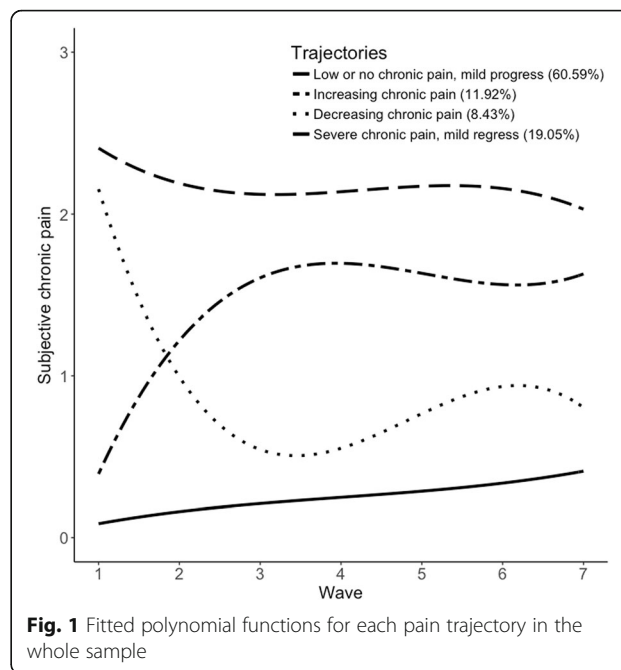 3
2
1
0
Subjective chronic pain
Trajectories
Low or no chronic pain, mild progress (60.59%)
Increasing chronic pain (11.92%)
Decreasing chronic pain (8.43%)
Severe chronic pain, mild regress (19.05%)
1 2 3 4 5 6 7
Wave
Fig. 1 Fitted polynomial functions for each pain trajectory in the
whole sample